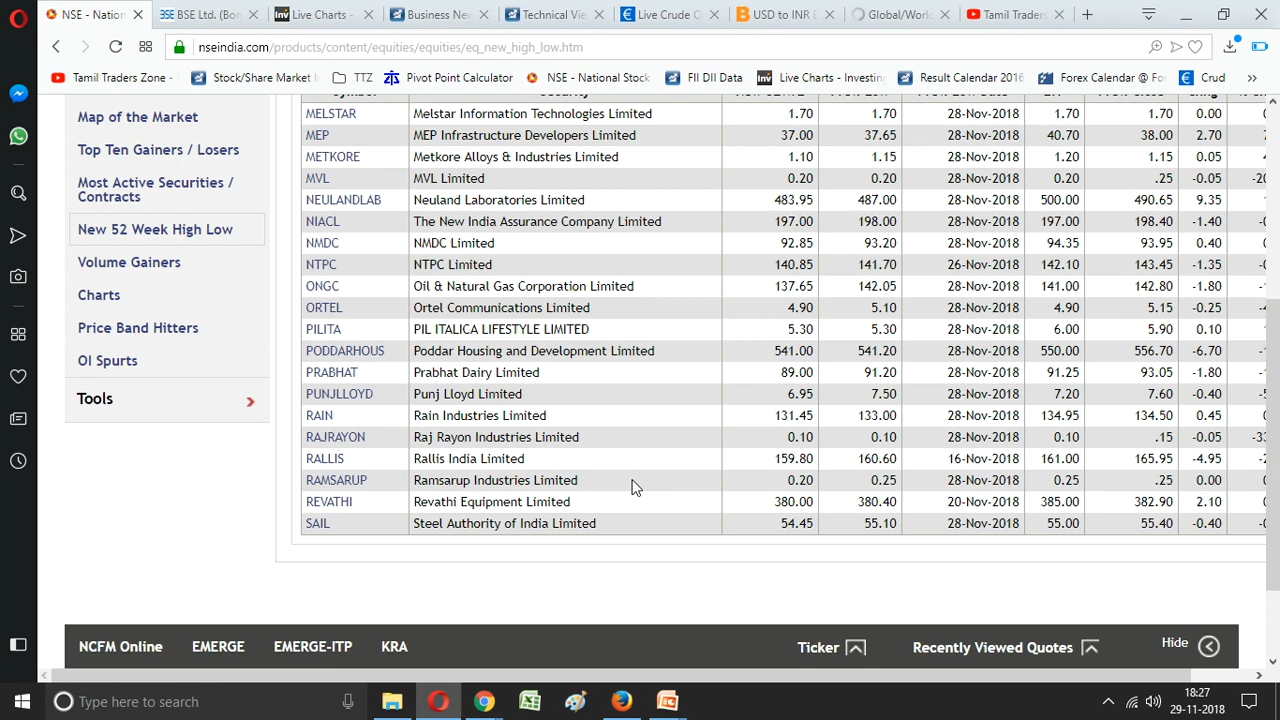 NSE - Nation
BSE Ltd. (Bon
Live Charts -
Business Nev
Technical Vie
Live Crude O
USD to INR E
Global/World
Tamil Traders
nseindia.com/products/content/equities/equities/eq_new_high_low.htm
Tamil Traders Zone -
Stock/Share Market
TTZ
Pivot Point Calculator
NSE - National Stock
FII DII Data
Live Charts - Investing
Result Calendar 2016
Forex Calendar @ Fo
Crud
Map of the Market
Top Ten Gainers / Losers
Most Active Securities /
Contracts
New 52 Week High Low
Volume Gainers
Charts
Price Band Hitters
OI Spurts
Tools
MELSTAR Melstar Information Technologies Limited 1.70 1.70 28-Nov-2018 1.70 1.70 0.00
MEP MEP Infrastructure Developers Limited 37.00 37.65 28-Nov-2018 40.70 38.00 2.70
METKORE Metkore Alloys & Industries Limited 1.10 1.15 28-Nov-2018 1.20 1.15 0.05
MVL MVL Limited 0.20 0.20 28-Nov-2018 0.20 .25 -0.05 -20
NEULANDLAB Neuland Laboratories Limited 483.95 487.00 28-Nov-2018 500.00 490.65 9.35
NIACL The New India Assurance Company Limited 197.00 198.00 28-Nov-2018 197.00 198.40 -1.40
NMDC NMDC Limited 92.85 93.20 28-Nov-2018 94.35 93.95 0.40
NTPC NTPC Limited 140.85 141.70 26-Nov-2018 142.10 143.45 -1.35
ONGC Oil & Natural Gas Corporation Limited 137.65 142.05 28-Nov-2018 141.00 142.80 -1.80
ORTEL Ortel Communications Limited 4.90 5.10 28-Nov-2018 4.90 5.15 -0.25
PILITA PIL ITALICA LIFESTYLE LIMITED 5.30 5.30 28-Nov-2018 6.00 5.90 0.10
PODDARHOUS Poddar Housing and Development Limited 541.00 541.20 28-Nov-2018 550.00 556.70 -6.70
PRABHAT Prabhat Dairy Limited 89.00 91.20 28-Nov-2018 91.25 93.05 -1.80
PUNJLLOYD Punj Lloyd Limited 6.95 7.50 28-Nov-2018 7.20 7.60 -0.40
RAIN Rain Industries Limited 131.45 133.00 28-Nov-2018 134.95 134.50 0.45
RAJRAYON Raj Rayon Industries Limited 0.10 0.10 28-Nov-2018 0.10 .15 -0.05 -33
RALLIS Rallis India Limited 159.80 160.60 16-Nov-2018 161.00 165.95 -4.95
RAMSARUP Ramsarup Industries Limited 0.20 0.25 28-Nov-2018 0.25 .25 0.00
REVATHI Revathi Equipment Limited 380.00 380.40 20-Nov-2018 385.00 382.90 2.10
SAIL Steel Authority of India Limited 54.45 55.10 28-Nov-2018 55.00 55.40 -0.40
NCFM Online
EMERGE
EMERGE-ITP
KRA
Ticker
Recently Viewed Quotes
Hide
Type here to search
18:27
29-11-2018